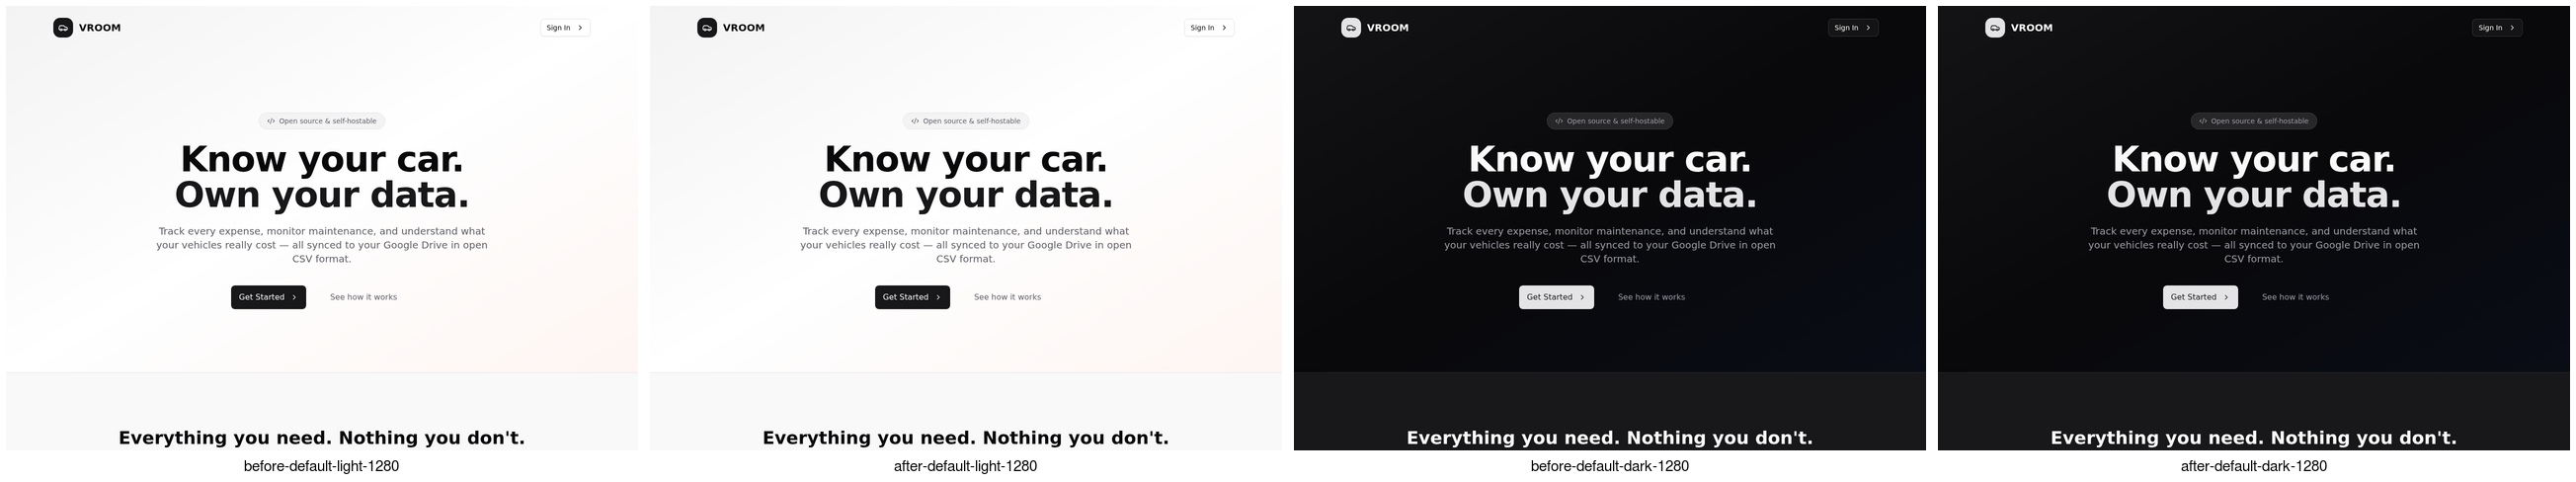 VROOM
Sign In
Open source & self-hostable
Know your car.
Own your data.
Track every expense, monitor maintenance, and understand what
your vehicles really cost — all synced to your Google Drive in open
CSV format.
Get Started
See how it works
Everything you need. Nothing you don't.
before-default-light-1280
VROOM
Sign In
Open source & self-hostable
Know your car.
Own your data.
Track every expense, monitor maintenance, and understand what
your vehicles really cost — all synced to your Google Drive in open
CSV format.
Get Started
See how it works
Everything you need. Nothing you don't.
after-default-light-1280
VROOM
Sign In
Open source & self-hostable
Know your car.
Own your data.
Track every expense, monitor maintenance, and understand what
your vehicles really cost — all synced to your Google Drive in open
CSV format.
Get Started
See how it works
Everything you need. Nothing you don't.
before-default-dark-1280
VROOM
Sign In
Open source & self-hostable
Know your car.
Own your data.
Track every expense, monitor maintenance, and understand what
your vehicles really cost — all synced to your Google Drive in open
CSV format.
Get Started
See how it works
Everything you need. Nothing you don't.
after-default-dark-1280